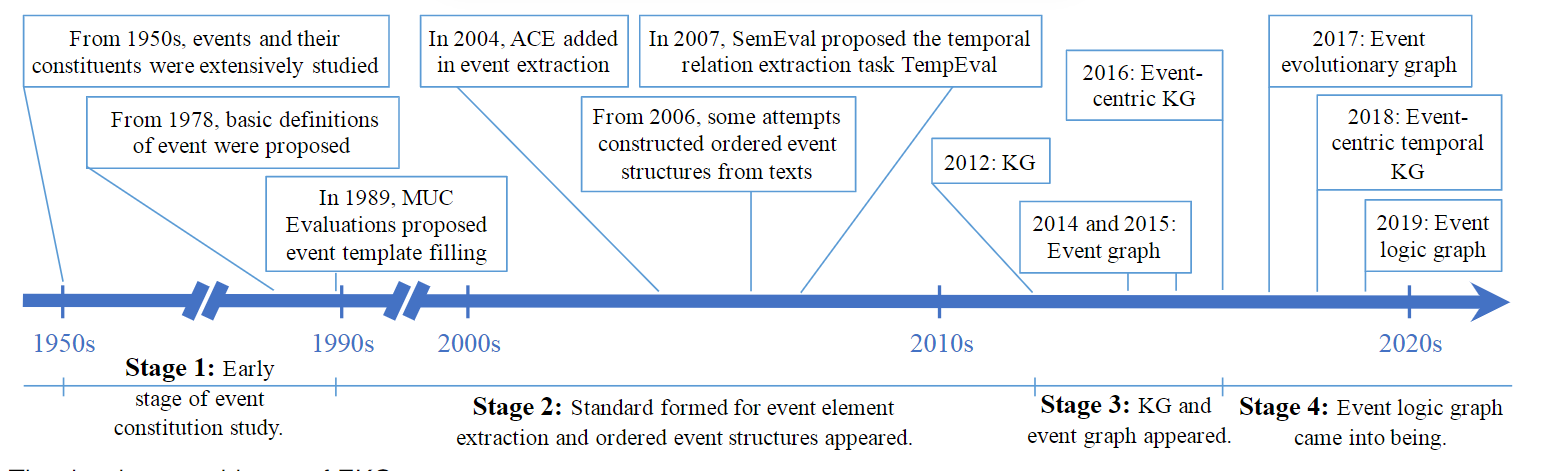 From 1950s, events and their
constituents were extensively studied
From 1978, basic definitions
of event were proposed
In 1989, MUC
Evaluations proposed
event template filling
In 2004, ACE added
in event extraction
From 2006, some attempts
constructed ordered event
structures from texts
In 2007, SemEval proposed the temporal
relation extraction task TempEval
2012: KG
2014 and 2015:
Event graph
2016: Event-
centric KG
2017: Event
evolutionary graph
2018: Event-
centric temporal
KG
2019: Event
logic graph
1950s
1990s
2000s
2010s
2020s
Stage 1: Early
stage of event
constitution study.
Stage 2: Standard formed for event element
extraction and ordered event structures appeared.
Stage 3: KG and
event graph appeared.
Stage 4: Event logic graph
came into being.